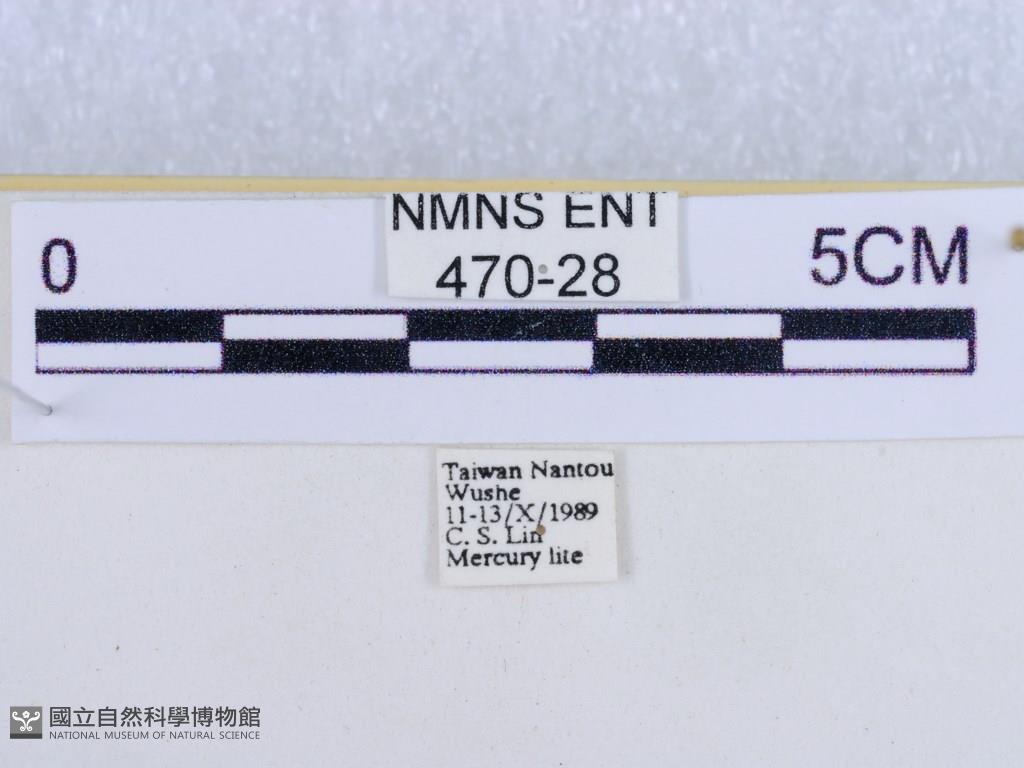 NMNS ENT
470-28
0
5CM
Taiwan Nantou
Wushe
11-13/X/1989
C. S. Lin
Mercury lite
國立自然科學博物館
NATIONAL MUSEUM OF NATURAL SCIENCE